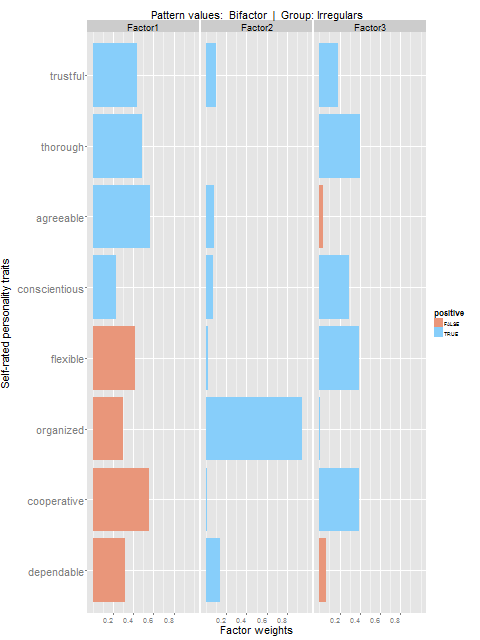 Pattern values: Bifactor | Group: Irregulars
Factor1 Factor2 Factor3
trustful
thorough
agreeable
conscientious
flexible
organized
cooperative
dependable
Self-rated personality traits
0.2 0.4 0.6 0.8 0.2 0.4 0.6 0.8 0.2 0.4 0.6 0.8
Factor weights
positive
FALSE
TRUE